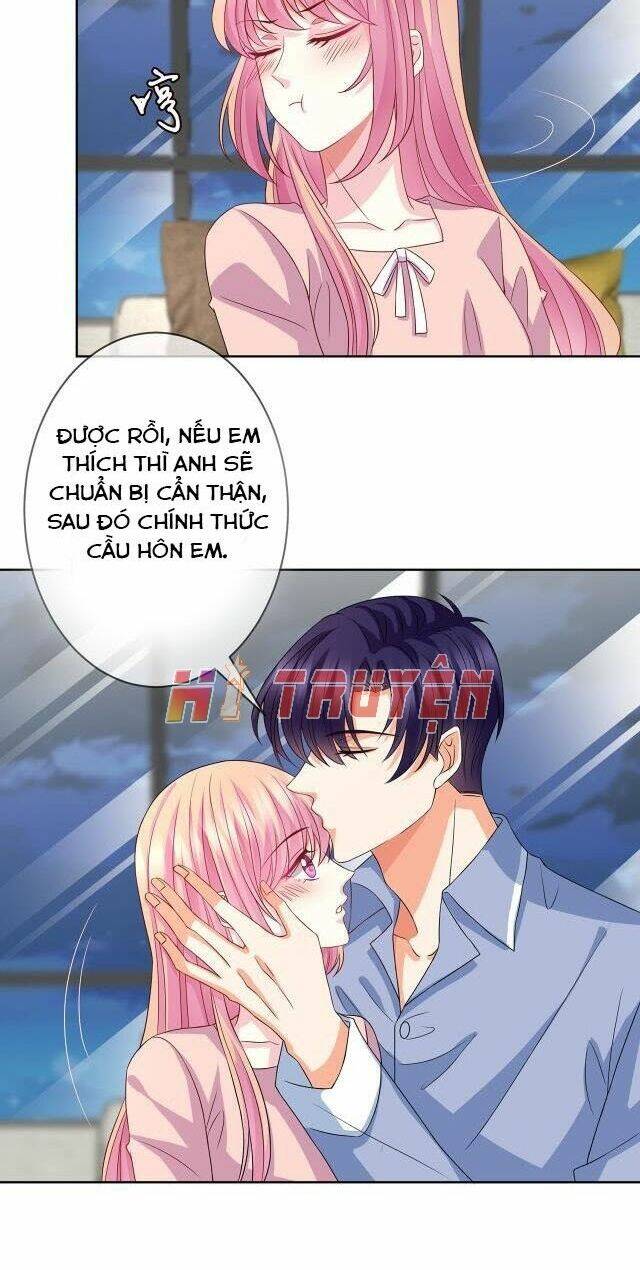 哼
ĐƯỢC RỒI, NẾU EM
THÍCH THÌ ANH SẼ
CHUẨN BỊ CẨN THẬN,
SAU ĐÓ CHÍNH THỨC
CẦU HÔN EM.
HI TRUYỆN